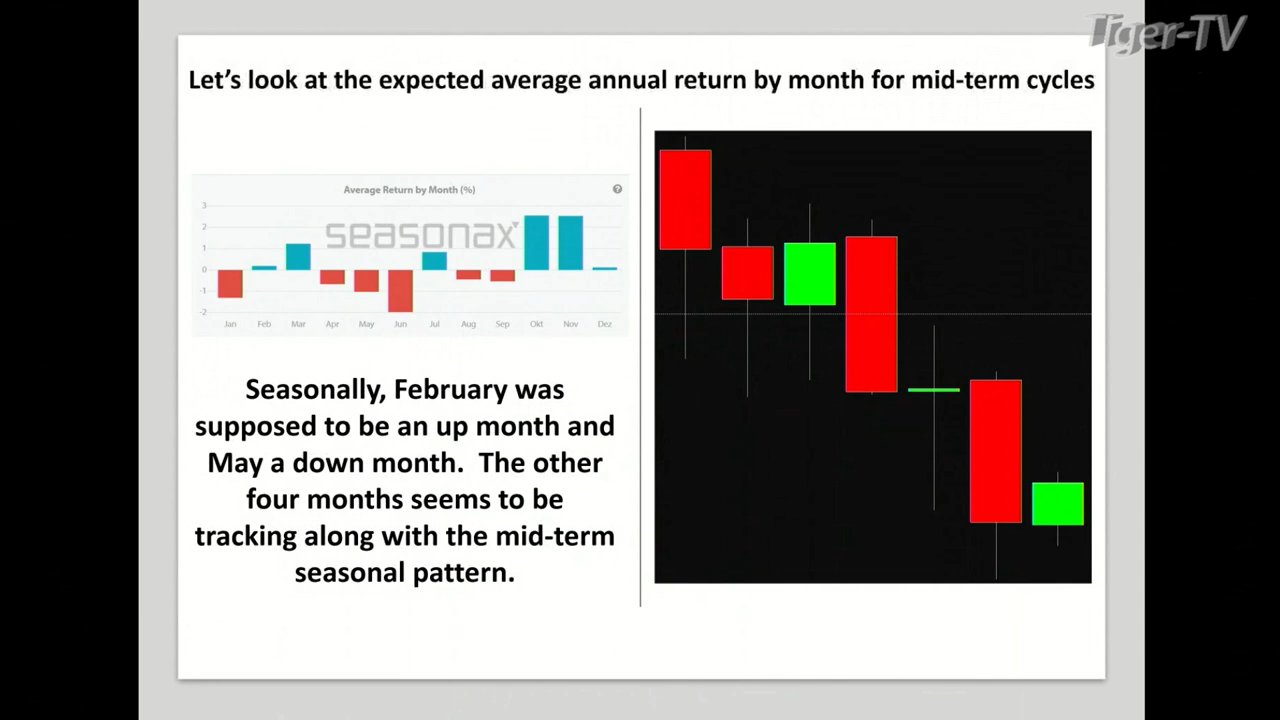 Tiger-TV
Let's look at the expected average annual return by month for mid-term cycles
Average Return by Month (%)
?
seasonax
3
2
1
0
-1
-2
Jan Feb Mar Apr May Jun Jul Aug Sep Okt Nov Dez
Seasonally, February was
supposed to be an up month and
May a down month. The other
four months seems to be
tracking along with the mid-term
seasonal pattern.